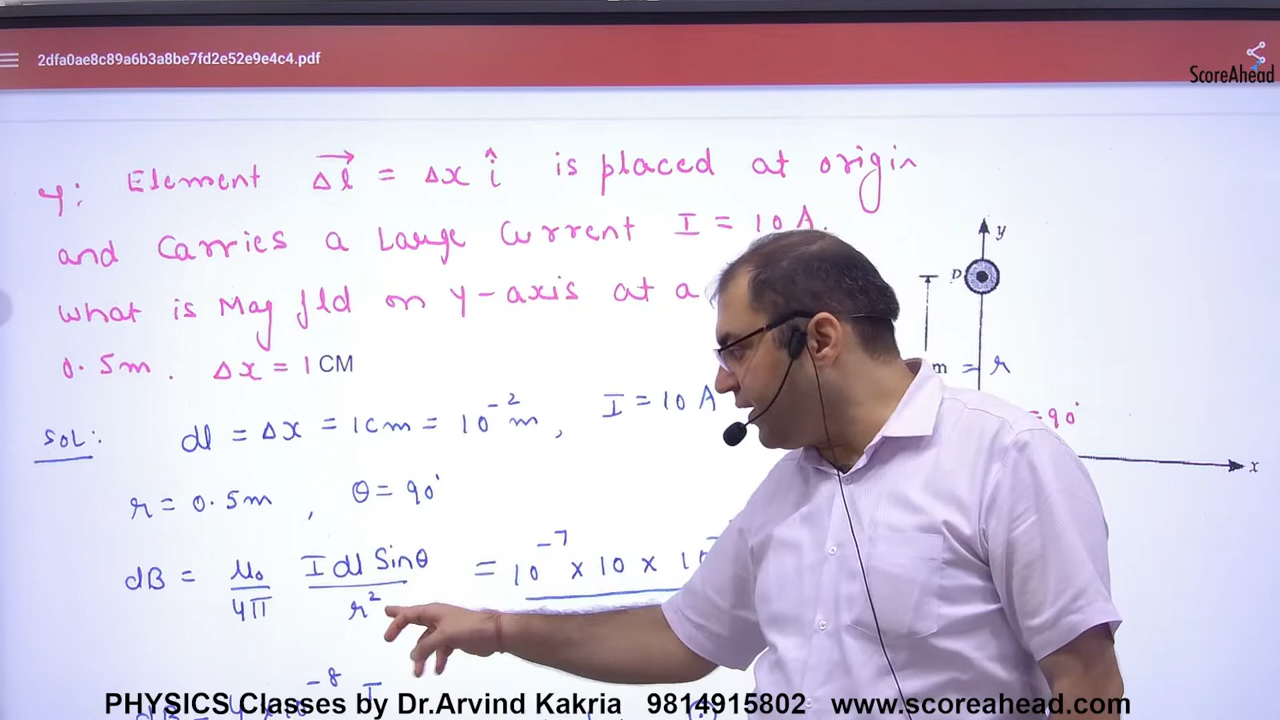 2dfa0ae8c89a6b3a8be7fd2e52e9e4c4.pdf
ScoreAhead
Element Δl = Δx î is placed at origin
and carries a Large current I = 10 A.
what is Mag fld on y-axis at a
0.5m. Δx = 1 CM
y
P
m = r
= 90°
x
SOL:
dl = Δx = 1cm = 10⁻² m, I = 10 A
r = 0.5m, θ = 90°
dB = μ₀/4π I dl Sinθ/r² = 10⁻⁷ × 10 × 10
PHYSICS Classes by Dr.Arvind Kakria 9814915802 www.scoreahead.com